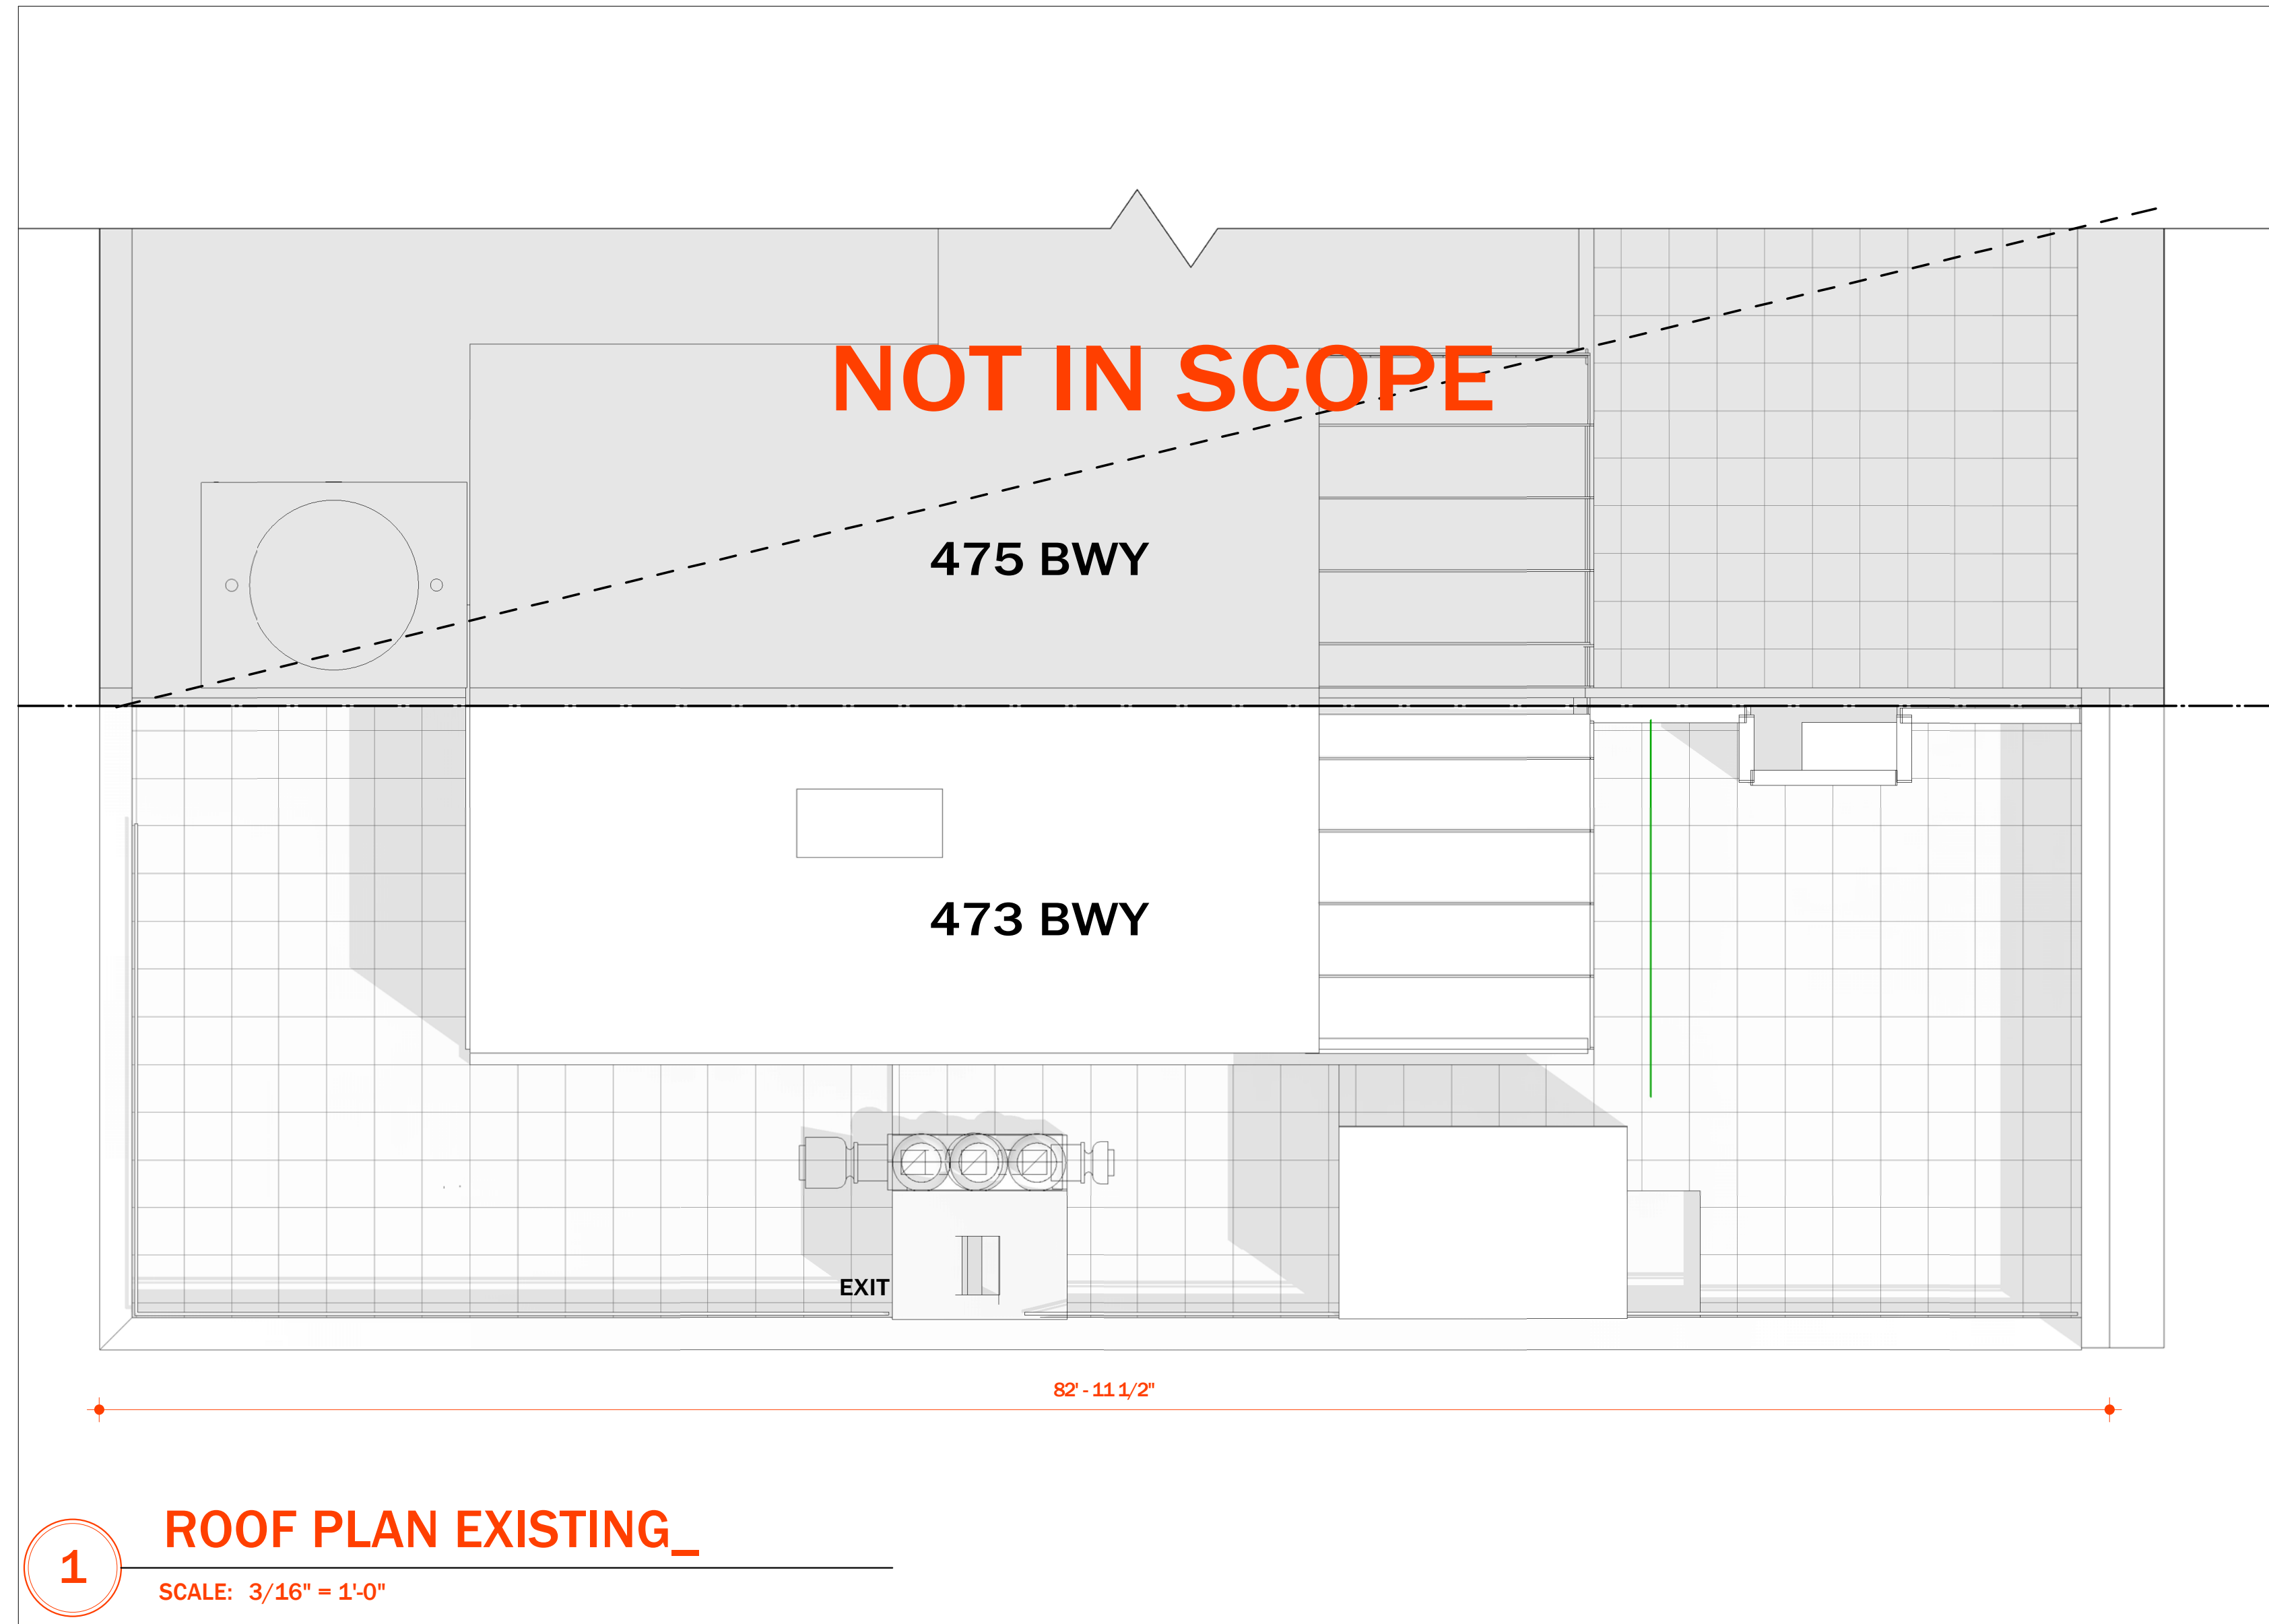 NOT IN SCOPE
475 BWY
473 BWY
EXIT
82' - 11 1/2"
1
ROOF PLAN EXISTING_
SCALE: 3/16" = 1'-0"